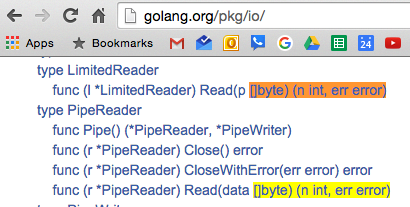 golang.org/pkg/io/
Apps Bookmarks 24
type LimitedReader
func (l *LimitedReader) Read(p []byte) (n int, err error)
type PipeReader
func Pipe() (*PipeReader, *PipeWriter)
func (r *PipeReader) Close() error
func (r *PipeReader) CloseWithError(err error) error
func (r *PipeReader) Read(data []byte) (n int, err error)